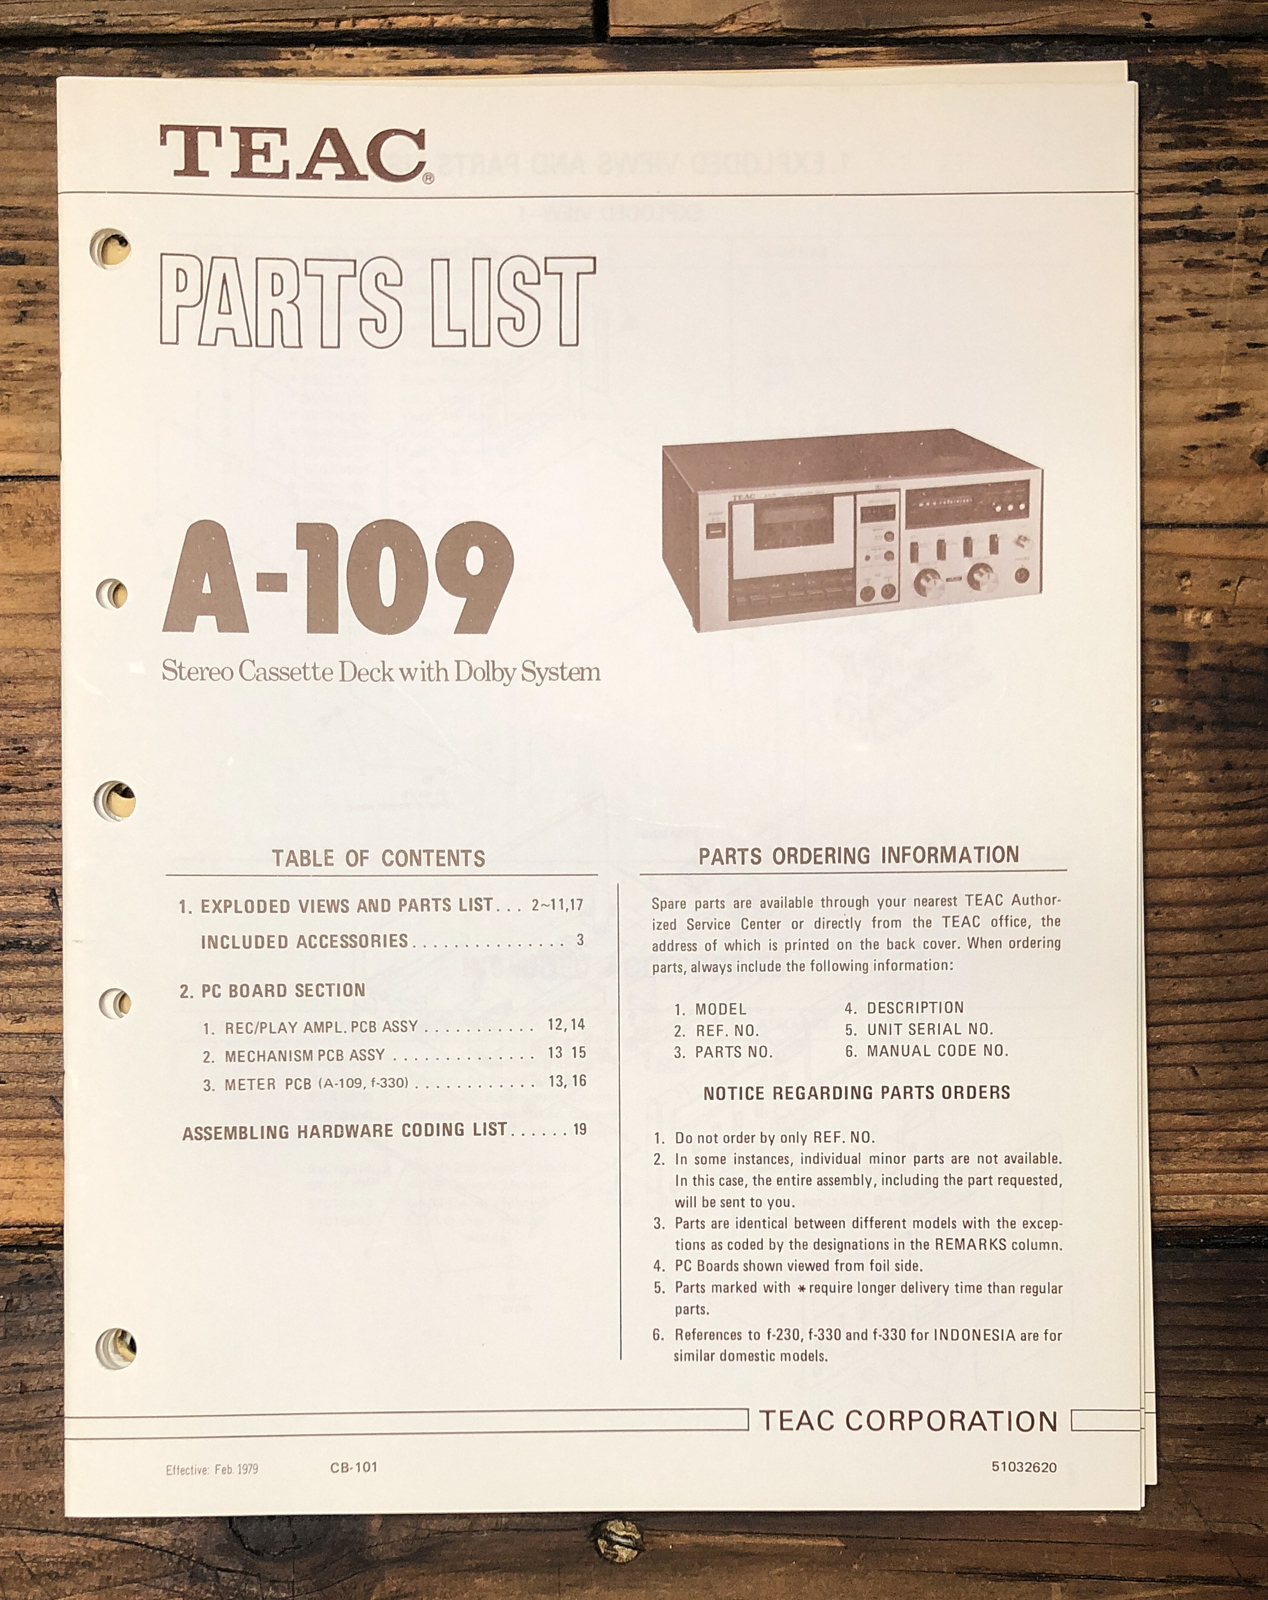 TEAC®
PARTS LIST
A-109
Stereo Cassette Deck with Dolby System
TEAC
TABLE OF CONTENTS
1. EXPLODED VIEWS AND PARTS LIST... 2~11,17
INCLUDED ACCESSORIES............... 3
2. PC BOARD SECTION
1. REC/PLAY AMPL. PCB ASSY........... 12,14
2. MECHANISM PCB ASSY.............. 13 15
3. METER PCB (A-109, f-330)............ 13, 16
ASSEMBLING HARDWARE CODING LIST...... 19
PARTS ORDERING INFORMATION
Spare parts are available through your nearest TEAC Author-
ized Service Center or directly from the TEAC office, the
address of which is printed on the back cover. When ordering
parts, always include the following information:
1. MODEL
2. REF. NO.
3. PARTS NO.
4. DESCRIPTION
5. UNIT SERIAL NO.
6. MANUAL CODE NO.
NOTICE REGARDING PARTS ORDERS
1. Do not order by only REF. NO.
2. In some instances, individual minor parts are not available.
In this case, the entire assembly, including the part requested,
will be sent to you.
3. Parts are identical between different models with the excep-
tions as coded by the designations in the REMARKS column.
4. PC Boards shown viewed from foil side.
5. Parts marked with * require longer delivery time than regular
parts.
6. References to f-230, f-330 and f-330 for INDONESIA are for
similar domestic models.
TEAC CORPORATION
Effective: Feb. 1979
CB-101
51032620